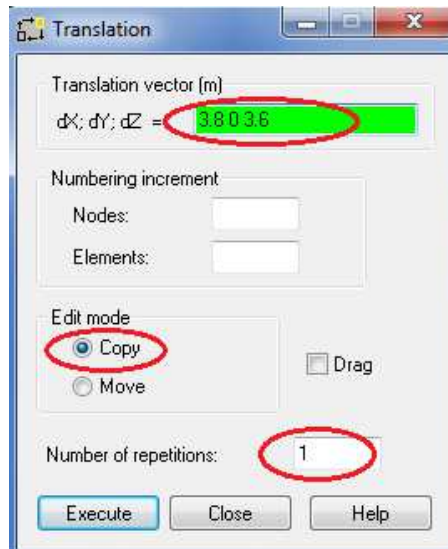 Translation
Translation vector (m)
dX; dY; dZ = 3.8 0 3.6
Numbering increment
Nodes:
Elements:
Edit mode
Copy
Drag
Move
Number of repetitions: 1
Execute Close Help